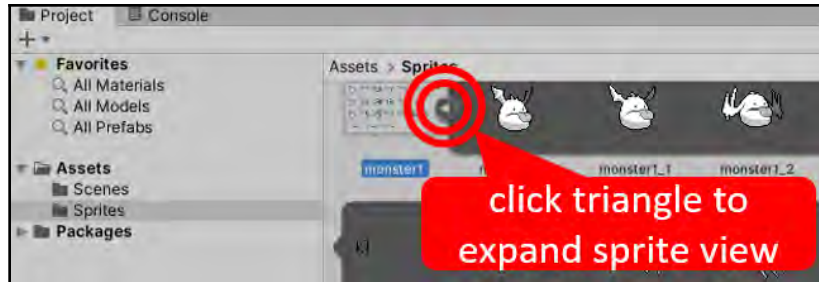 Project Console
Favorites
All Materials
All Models
All Prefabs
Assets
Scenes
Sprites
Packages
Assets > Sprites
monster1
monster1_1
monster1_2
click triangle to
expand sprite view